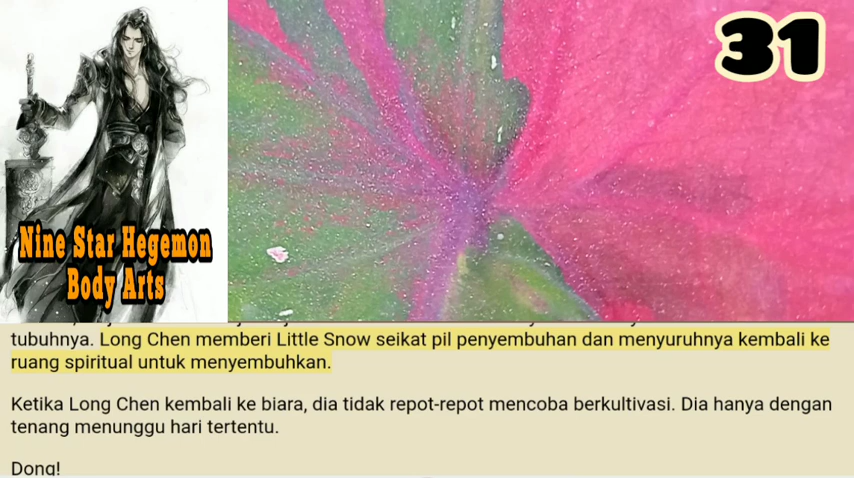 31
Nine Star Hegemon
Body Arts
tubuhnya. Long Chen memberi Little Snow seikat pil penyembuhan dan menyuruhnya kembali ke
ruang spiritual untuk menyembuhkan.
Ketika Long Chen kembali ke biara, dia tidak repot-repot mencoba berkultivasi. Dia hanya dengan
tenang menunggu hari tertentu.
Dong!